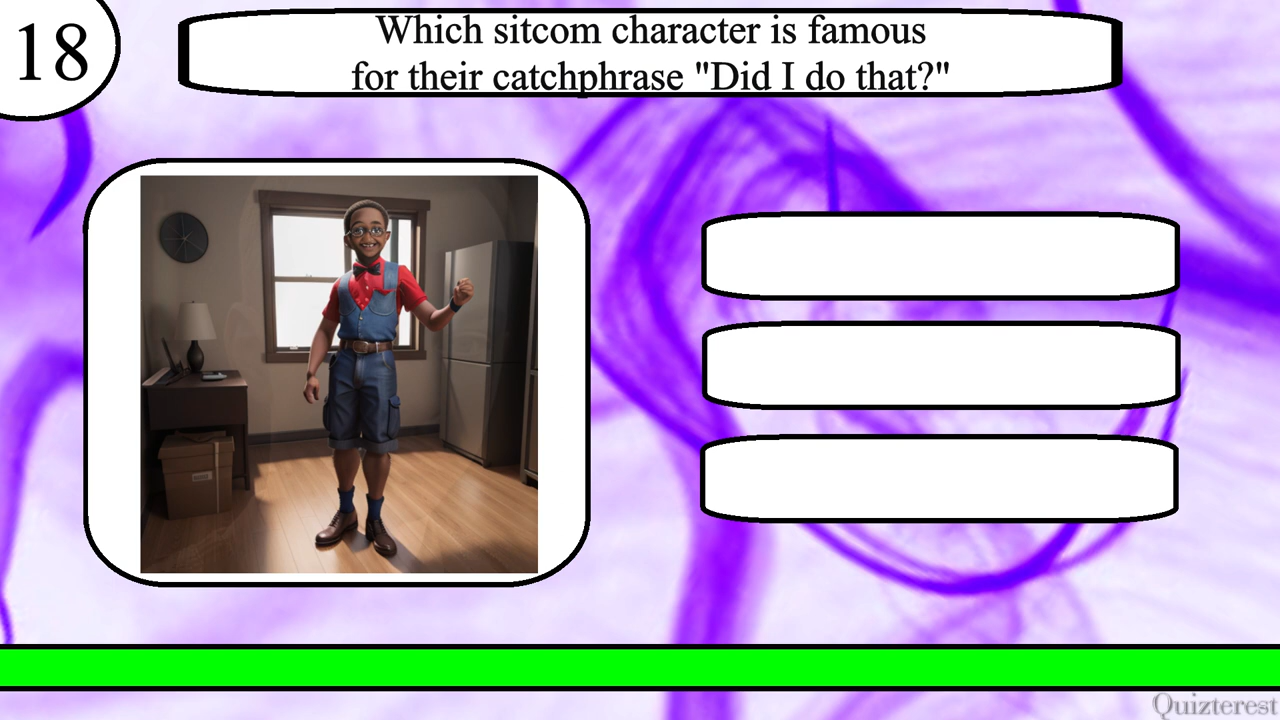 18
Which sitcom character is famous
for their catchphrase "Did I do that?"
Quizterest